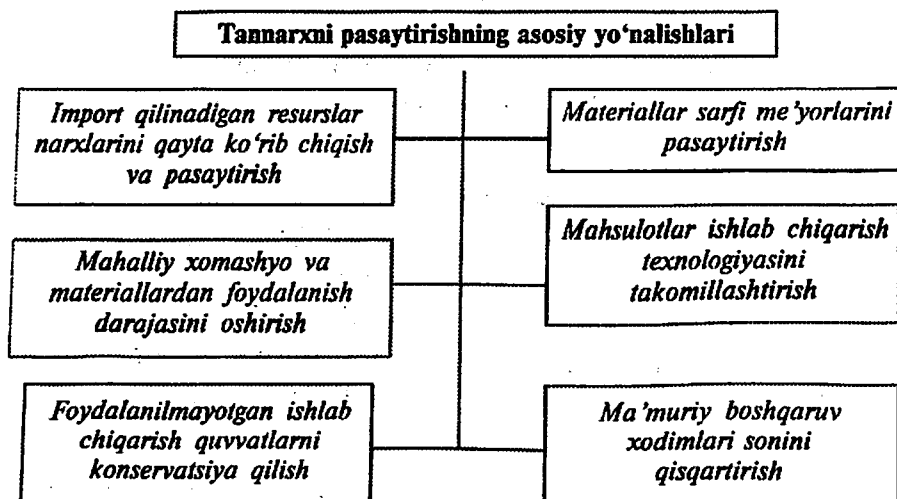 Tannarxni pasaytirishning asosiy yo‘nalishlari
Import qilinadigan resurslar
narxlarini qayta ko‘rib chiqish
va pasaytirish
Materiallar sarfi me’yorlarini
pasaytirish
Mahalliy xomashyo va
materiallardan foydalanish
darajasini oshirish
Mahsulotlar ishlab chiqarish
texnologiyasini
takomillashtirish
Foydalanilmayotgan ishlab
chiqarish quvvatlarni
konservatsiya qilish
Ma’muriy boshqaruv
xodimlari sonini
qisqartirish